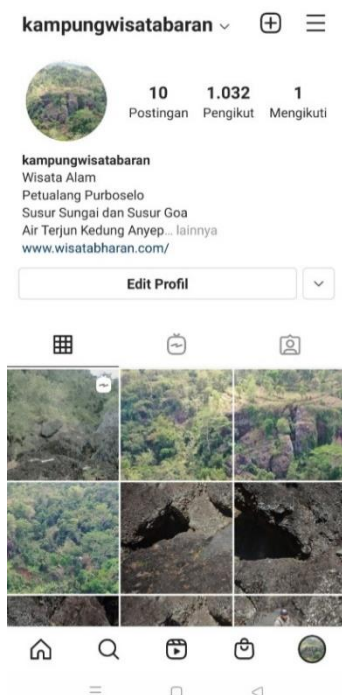 kampungwisatabaran
10 1.032 1
Postingan Pengikut Mengikuti
kampungwisatabaran
Wisata Alam
Petualang Purboselo
Susur Sungai dan Susur Goa
Air Terjun Kedung Anyep... lainnya
www.wisatabharan.com/
Edit Profil